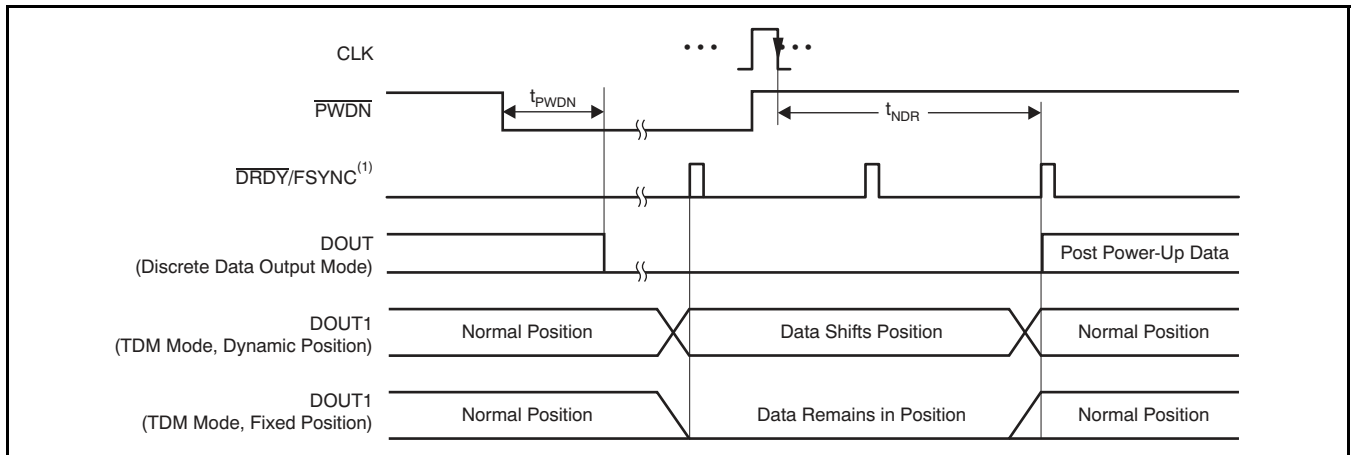 CLK
PWDN
tPWDN
tNDR
DRDY/FSYNC(1)
DOUT
(Discrete Data Output Mode)
Post Power-Up Data
DOUT1
(TDM Mode, Dynamic Position)
Normal Position
Data Shifts Position
Normal Position
DOUT1
(TDM Mode, Fixed Position)
Normal Position
Data Remains in Position
Normal Position